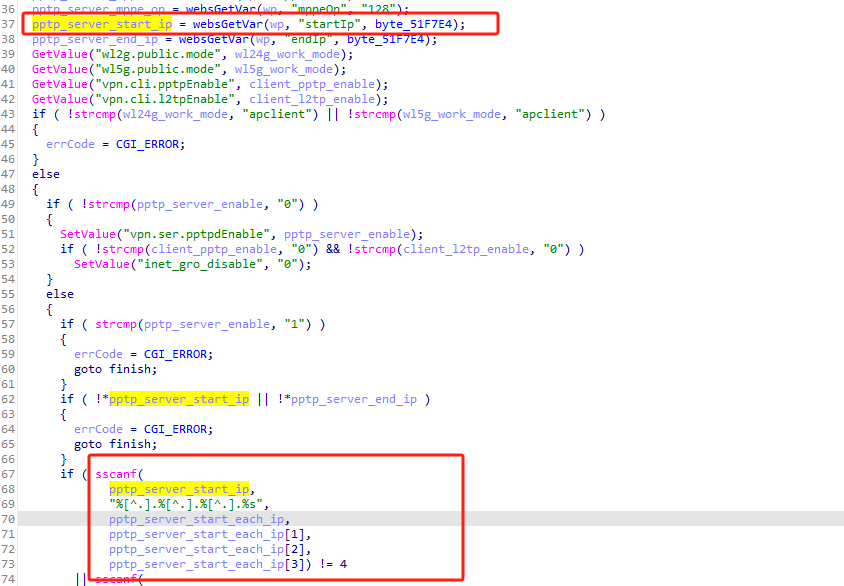 36 pptp_server_mppe_op = websGetVar(wp, "mppeOp", "128");
37 pptp_server_start_ip = websGetVar(wp, "startIp", byte_51F7E4);
38 pptp_server_end_ip = websGetVar(wp, "endIp", byte_51F7E4);
39 GetValue("wl2g.public.mode", wl24g_work_mode);
40 GetValue("wl5g.public.mode", wl5g_work_mode);
41 GetValue("vpn.cli.pptpEnable", client_pptp_enable);
42 GetValue("vpn.cli.l2tpEnable", client_l2tp_enable);
43 if ( !strcmp(wl24g_work_mode, "apclient") || !strcmp(wl5g_work_mode, "apclient") )
44 {
45 errCode = CGI_ERROR;
46 }
47 else
48 {
49 if ( !strcmp(pptp_server_enable, "0") )
50 {
51 SetValue("vpn.ser.pptpdEnable", pptp_server_enable);
52 if ( !strcmp(client_pptp_enable, "0") && !strcmp(client_l2tp_enable, "0") )
53 SetValue("inet_gro_disable", "0");
54 }
55 else
56 {
57 if ( strcmp(pptp_server_enable, "1") )
58 {
59 errCode = CGI_ERROR;
60 goto finish;
61 }
62 if ( !*pptp_server_start_ip || !*pptp_server_end_ip )
63 {
64 errCode = CGI_ERROR;
65 goto finish;
66 }
67 if ( sscanf(
68 pptp_server_start_ip,
69 "%[^.].%[^.].%[^.].%s",
70 pptp_server_start_each_ip,
71 pptp_server_start_each_ip[1],
72 pptp_server_start_each_ip[2],
73 pptp_server_start_each_ip[3]) != 4
74 || sscanf(